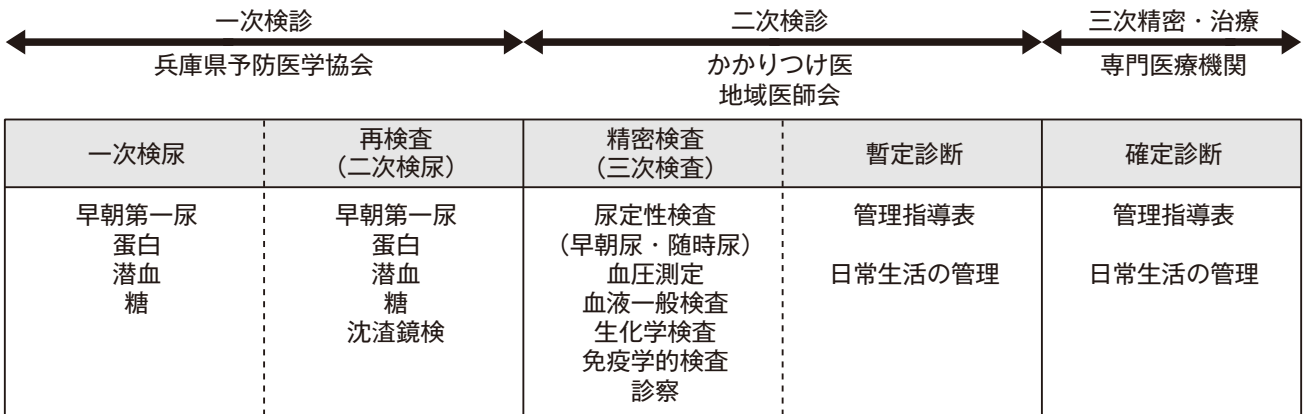 一次検診
兵庫県予防医学協会
二次検診
かかりつけ医
地域医師会
三次精密・治療
専門医療機関
一次検尿
再検査
（二次検尿）
精密検査
（三次検査）
暫定診断
確定診断
早朝第一尿
蛋白
潜血
糖
早朝第一尿
蛋白
潜血
糖
沈渣鏡検
尿定性検査
（早朝尿・随時尿）
血圧測定
血液一般検査
生化学検査
免疫学的検査
診察
管理指導表
日常生活の管理
管理指導表
日常生活の管理